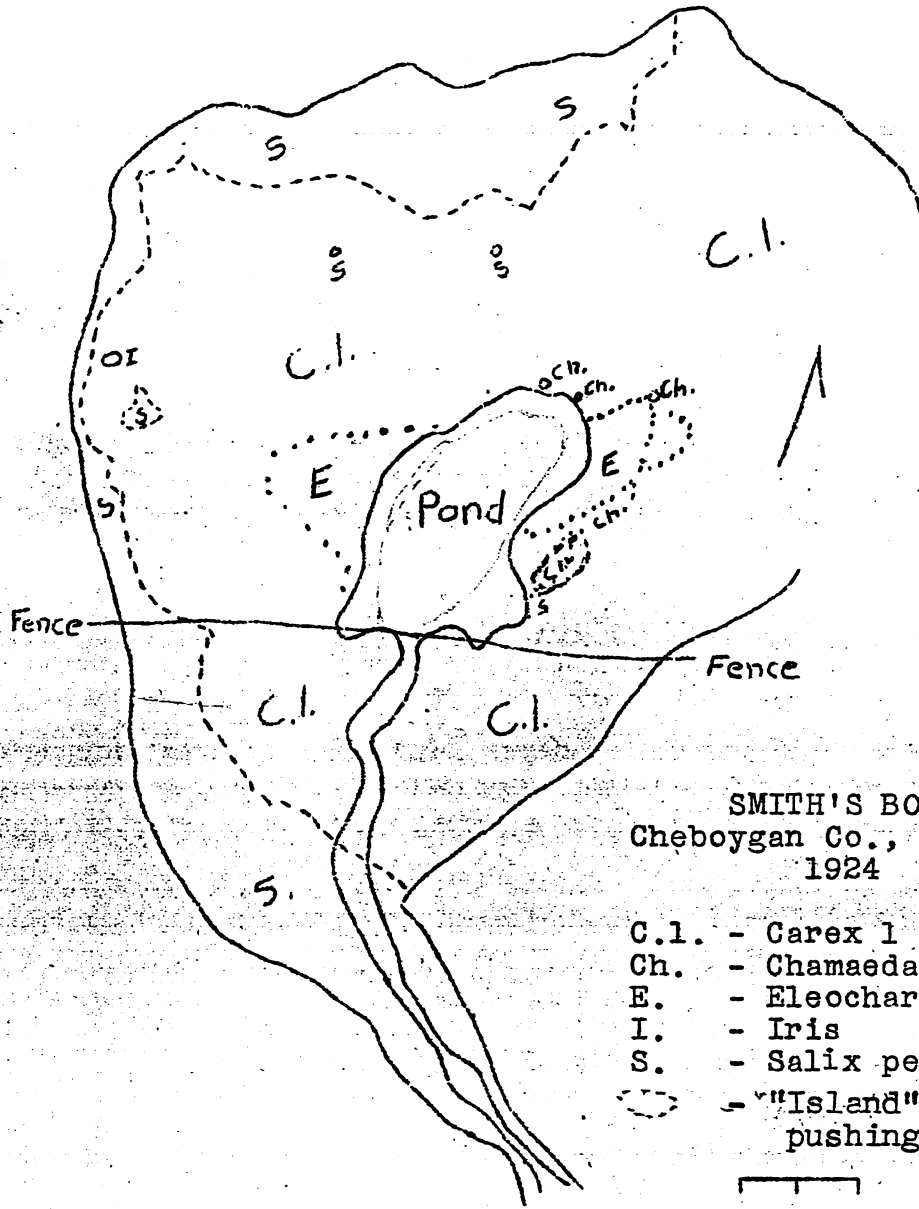 S
S
C.l.
S
S
OI
C.l.
Ch.
Ch.
Ch.
S
E
E
Pond
S
Ch.
S
Fence
Fence
C.l.
C.l.
S.
SMITH'S BO
Cheboygan Co.,
1924
C.l. - Carex l
Ch. - Chamaeda
E. - Eleochar
I. - Iris
S. - Salix pe
- "Island"
pushing